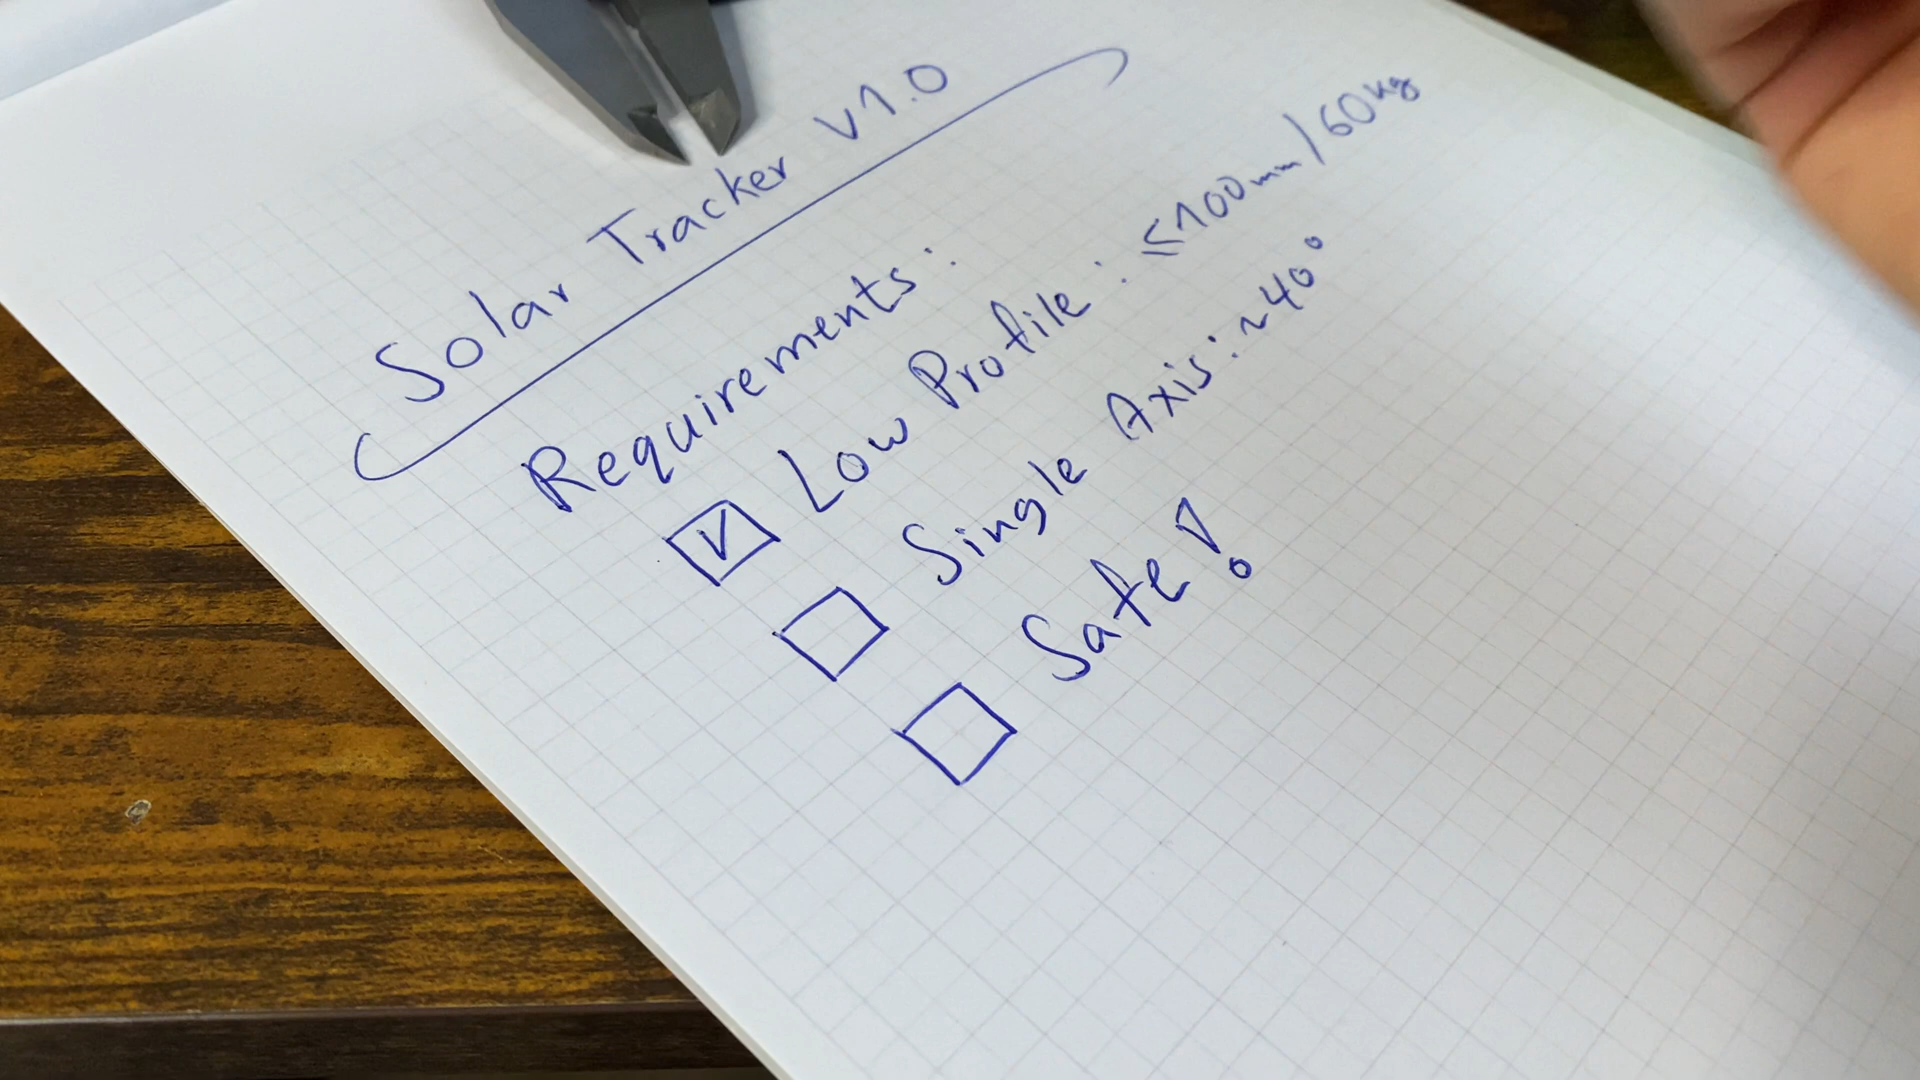 Solar Tracker v1.0
Requirements:
Low Profile: ≤100mm/60kg
Single Axis: ~40°
Safe!